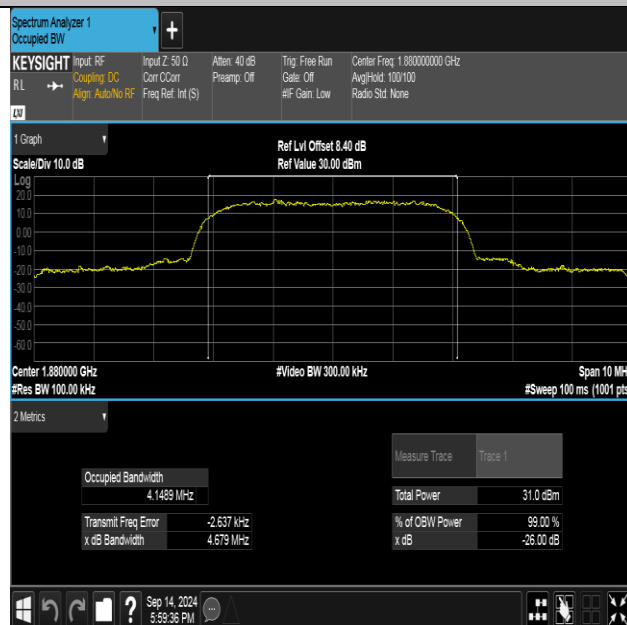 Spectrum Analyzer 1
Occupied BW
+
KEYSIGHT Input: RF Input Z: 50 Ω Atten: 40 dB Trig: Free Run Center Freq: 1.880000000 GHz
RL Coupling: DC Corr CCorr Preamp: Off Gate: Off Avg|Hold: 100/100
Align: Auto/No RF Freq Ref: Int (S) #IF Gain: Low Radio Std: None
LXI
1 Graph
Ref Lvl Offset 8.40 dB
Scale/Div 10.0 dB Ref Value 30.00 dBm
Log
20.0
10.0
0.00
-10.0
-20.0
-30.0
-40.0
-50.0
-60.0
Center 1.880000 GHz #Video BW 300.00 kHz Span 10 MH
#Res BW 100.00 kHz #Sweep 100 ms (1001 pts
2 Metrics
Measure Trace Trace 1
Occupied Bandwidth
4.1489 MHz Total Power 31.0 dBm
Transmit Freq Error -2.637 kHz % of OBW Power 99.00 %
x dB Bandwidth 4.679 MHz x dB -26.00 dB
? Sep 14, 2024
5:59:36 PM